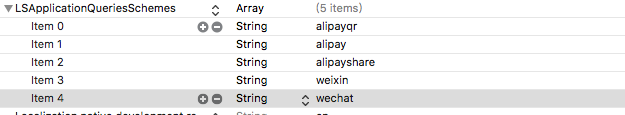 LSApplicationQueriesSchemes Array (5 items)
Item 0 String alipayqr
Item 1 String alipay
Item 2 String alipayshare
Item 3 String weixin
Item 4 String wechat